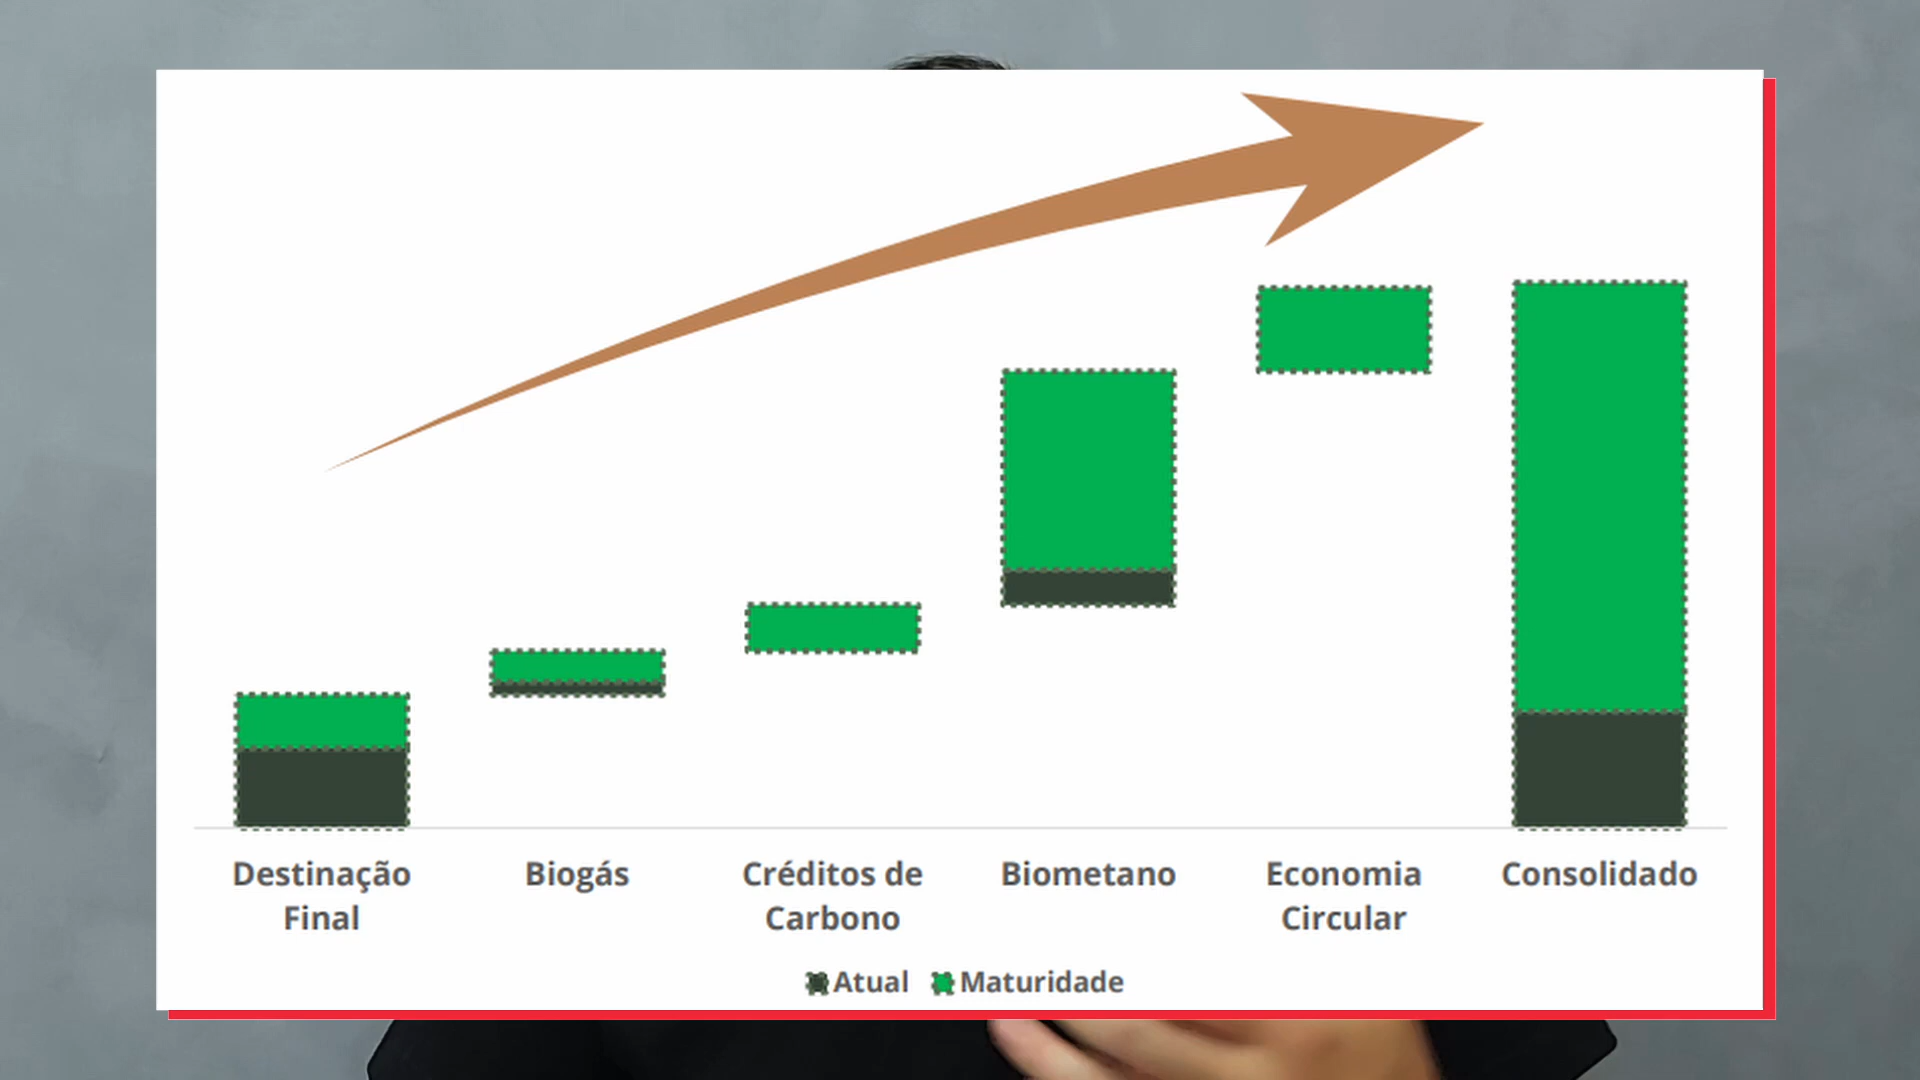 Destinação
Final
Biogás
Créditos de
Carbono
Biometano
Economia
Circular
Consolidado
Atual
Maturidade